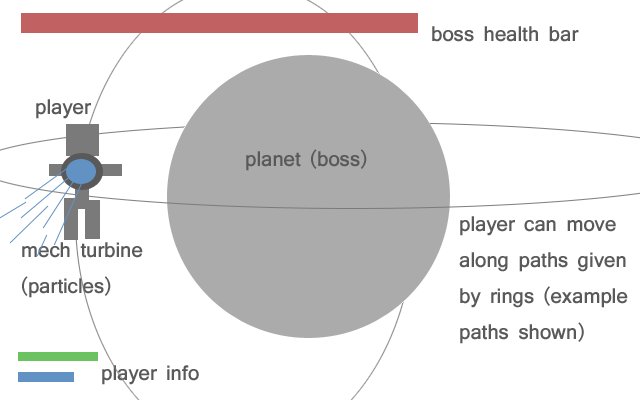 boss health bar
player
planet (boss)
player can move
along paths given
by rings (example
paths shown)
mech turbine
(particles)
player info